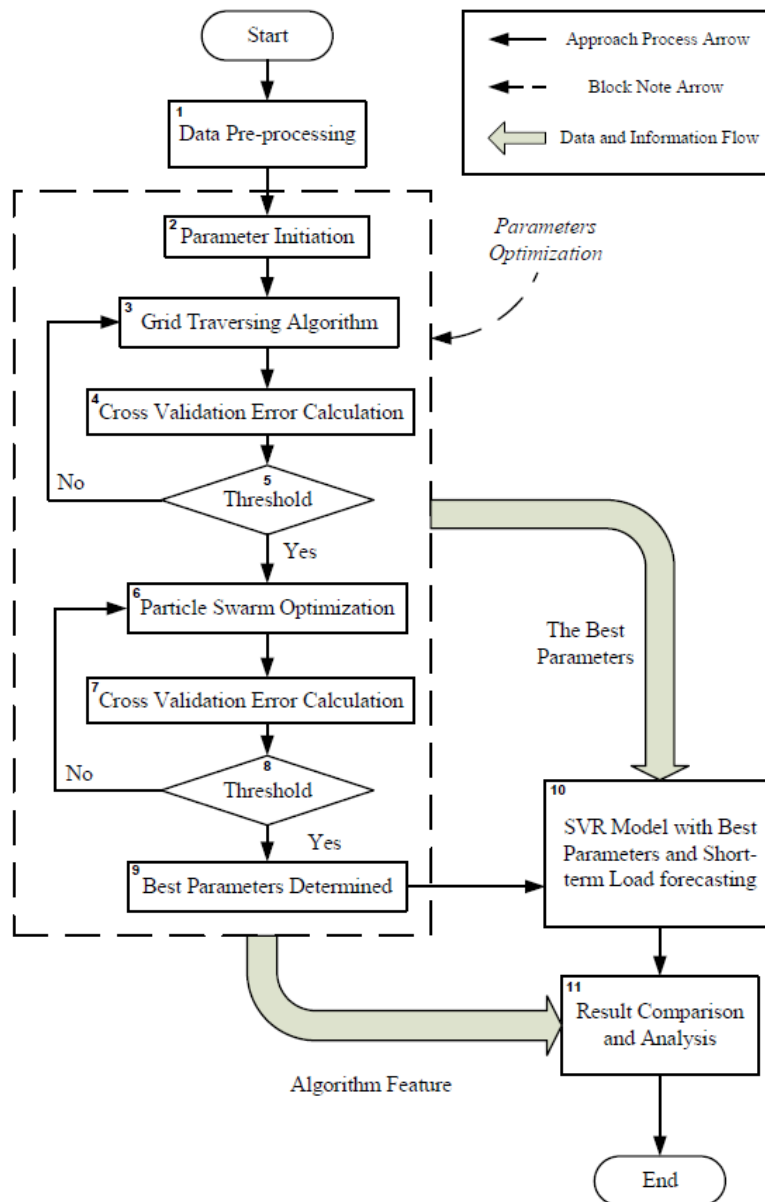 Start
Approach Process Arrow
Block Note Arrow
Data and Information Flow
1
Data Pre-processing
2
Parameter Initiation
Parameters
Optimization
3
Grid Traversing Algorithm
4
Cross Validation Error Calculation
5
Threshold
No
Yes
6
Particle Swarm Optimization
The Best
Parameters
7
Cross Validation Error Calculation
8
Threshold
No
Yes
9
Best Parameters Determined
10
SVR Model with Best
Parameters and Short-
term Load forecasting
11
Result Comparison
and Analysis
Algorithm Feature
End